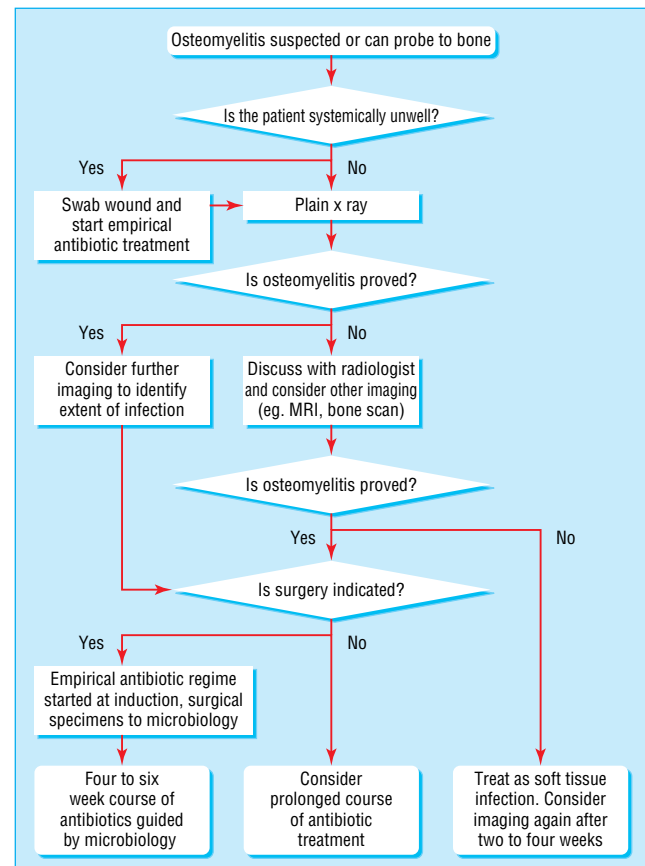 Osteomyelitis suspected or can probe to bone
Is the patient systemically unwell?
Yes
No
Swab wound and
start empirical
antibiotic treatment
Plain x ray
Is osteomyelitis proved?
Yes
No
Consider further
imaging to identify
extent of infection
Discuss with radiologist
and consider other imaging
(eg. MRI, bone scan)
Is osteomyelitis proved?
Yes
No
Is surgery indicated?
Yes
No
Empirical antibiotic regime
started at induction, surgical
specimens to microbiology
Four to six
week course of
antibiotics guided
by microbiology
Consider
prolonged course
of antibiotic
treatment
Treat as soft tissue
infection. Consider
imaging again after
two to four weeks